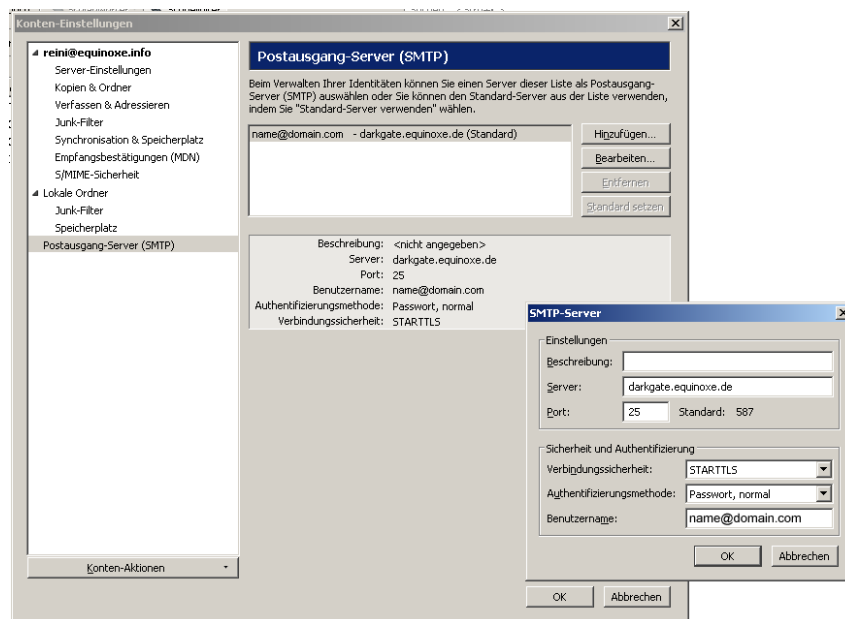 Konten-Einstellungen
reini@equinoxe.info
Server-Einstellungen
Kopien & Ordner
Verfassen & Adressieren
Junk-Filter
Synchronisation & Speicherplatz
Empfangsbestätigungen (MDN)
S/MIME-Sicherheit
Lokale Ordner
Junk-Filter
Speicherplatz
Postausgang-Server (SMTP)
Konten-Aktionen
Postausgang-Server (SMTP)
Beim Verwalten Ihrer Identitäten können Sie einen Server dieser Liste als Postausgang-
Server (SMTP) auswählen oder Sie können den Standard-Server aus der Liste verwenden,
indem Sie "Standard-Server verwenden" wählen.
name@domain.com - darkgate.equinoxe.de (Standard)
Hinzufügen...
Bearbeiten...
Entfernen
Standard setzen
Beschreibung: <nicht angegeben>
Server: darkgate.equinoxe.de
Port: 25
Benutzername: name@domain.com
Authentifizierungsmethode: Passwort, normal
Verbindungssicherheit: STARTTLS
SMTP-Server
Einstellungen
Beschreibung:
Server: darkgate.equinoxe.de
Port: 25 Standard: 587
Sicherheit und Authentifizierung
Verbindungssicherheit: STARTTLS
Authentifizierungsmethode: Passwort, normal
Benutzername: name@domain.com
OK Abbrechen
OK Abbrechen